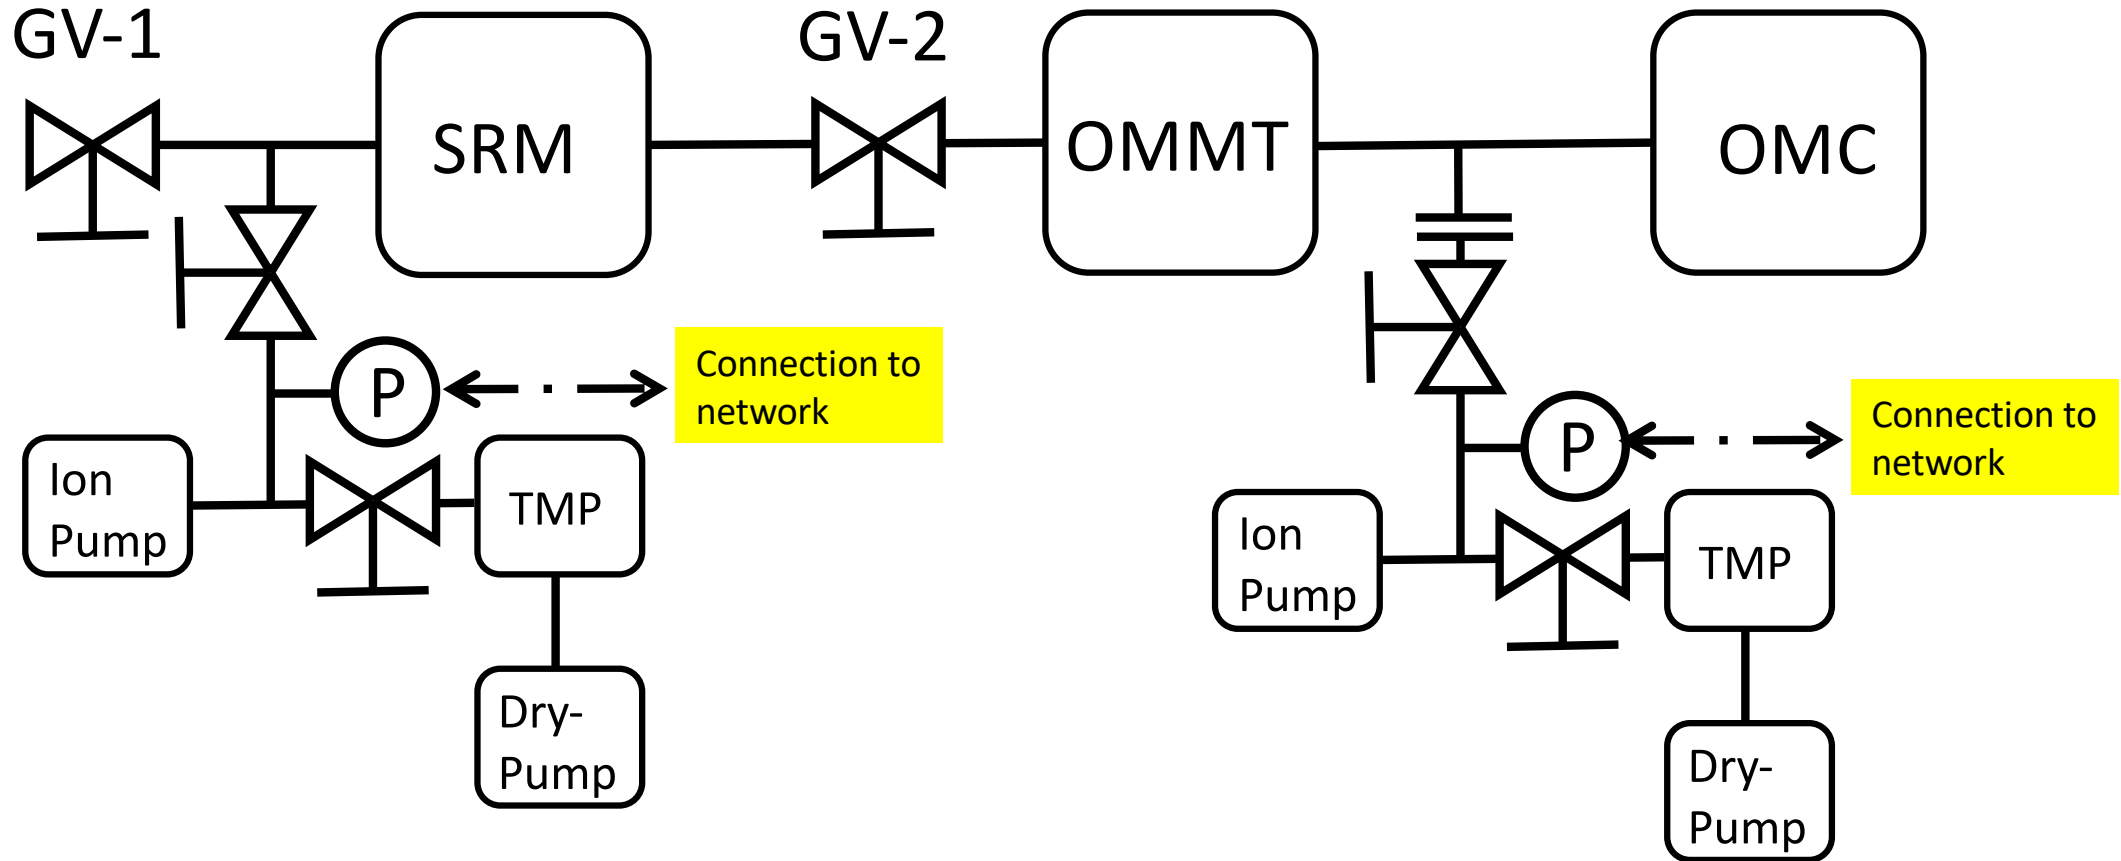 GV-1
GV-2
SRM
OMMT
OMC
P
Connection to
network
Ion
Pump
TMP
Dry-
Pump
P
Connection to
network
Ion
Pump
TMP
Dry-
Pump